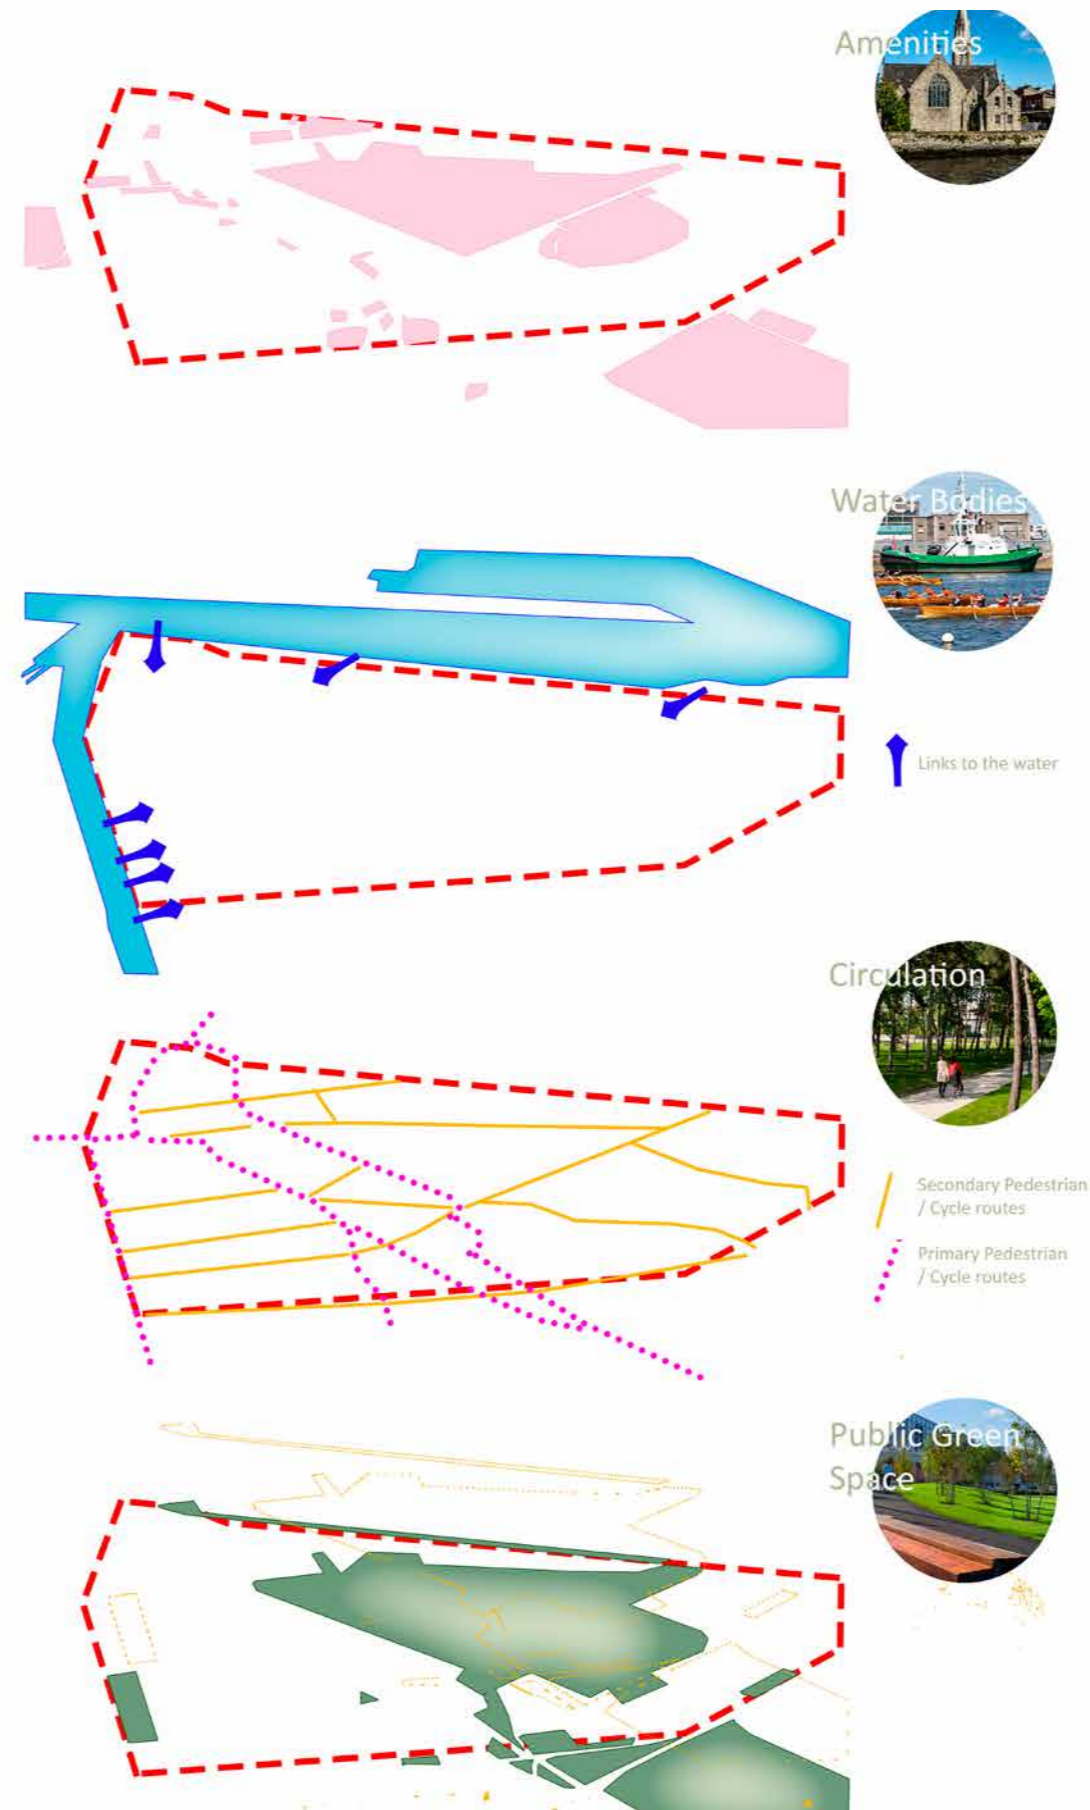 Amenities
Water Bodies
Links to the water
Circulation
Secondary Pedestrian
/ Cycle routes
Primary Pedestrian
/ Cycle routes
Public Green
Space